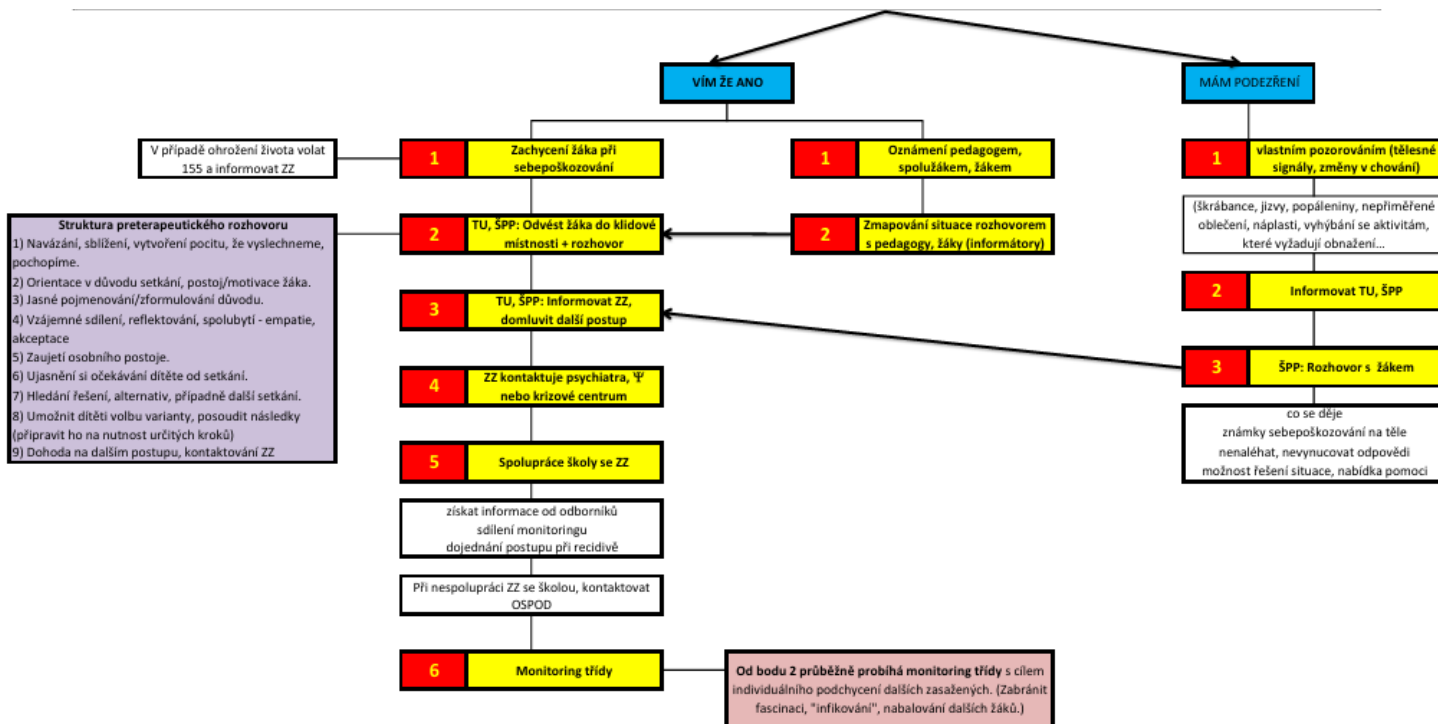 VÍM ŽE ANO
MÁM PODEZŘENÍ
V případě ohrožení života volat
155 a informovat ZZ
1
Zachycení žáka při
sebepoškozování
1
Oznámení pedagogem,
spolužákem, žákem
1
vlastním pozorováním (tělesné
signály, změny v chování)
(škrábance, jizvy, popáleniny, nepřiměřené
oblečení, náplasti, vyhýbání se aktivitám,
které vyžadují obnažení...
Struktura preterapeutického rozhovoru
1) Navázání, sblížení, vytvoření pocitu, že vyslechneme,
pochopíme.
2) Orientace v důvodu setkání, postoj/motivace žáka.
3) Jasné pojmenování/zformulování důvodu.
4) Vzájemné sdílení, reflektování, spolubytí - empatie,
akceptace
5) Zaujetí osobního postoje.
6) Ujasnění si očekávání dítěte od setkání.
7) Hledání řešení, alternativ, případně další setkání.
8) Umožnit dítěti volbu varianty, posoudit následky
(připravit ho na nutnost určitých kroků)
9) Dohoda na dalším postupu, kontaktování ZZ
2
TU, ŠPP: Odvést žáka do klidové
místnosti + rozhovor
2
Zmapování situace rozhovorem
s pedagogy, žáky (informátory)
2
Informovat TU, ŠPP
3
TU, ŠPP: Informovat ZZ,
domluvit další postup
3
ŠPP: Rozhovor s žákem
co se děje
známky sebepoškozování na těle
nenaléhat, nevynucovat odpovědi
možnost řešení situace, nabídka pomoci
4
ZZ kontaktuje psychiatra, Ψ
nebo krizové centrum
5
Spolupráce školy se ZZ
získat informace od odborníků
sdílení monitoringu
dojednání postupu při recidivě
Při nespolupráci ZZ se školou, kontaktovat
OSPOD
6
Monitoring třídy
Od bodu 2 průběžně probíhá monitoring třídy s cílem
individuálního podchycení dalších zasažených. (Zabránit
fascinaci, "infikování", nabalování dalších žáků.)